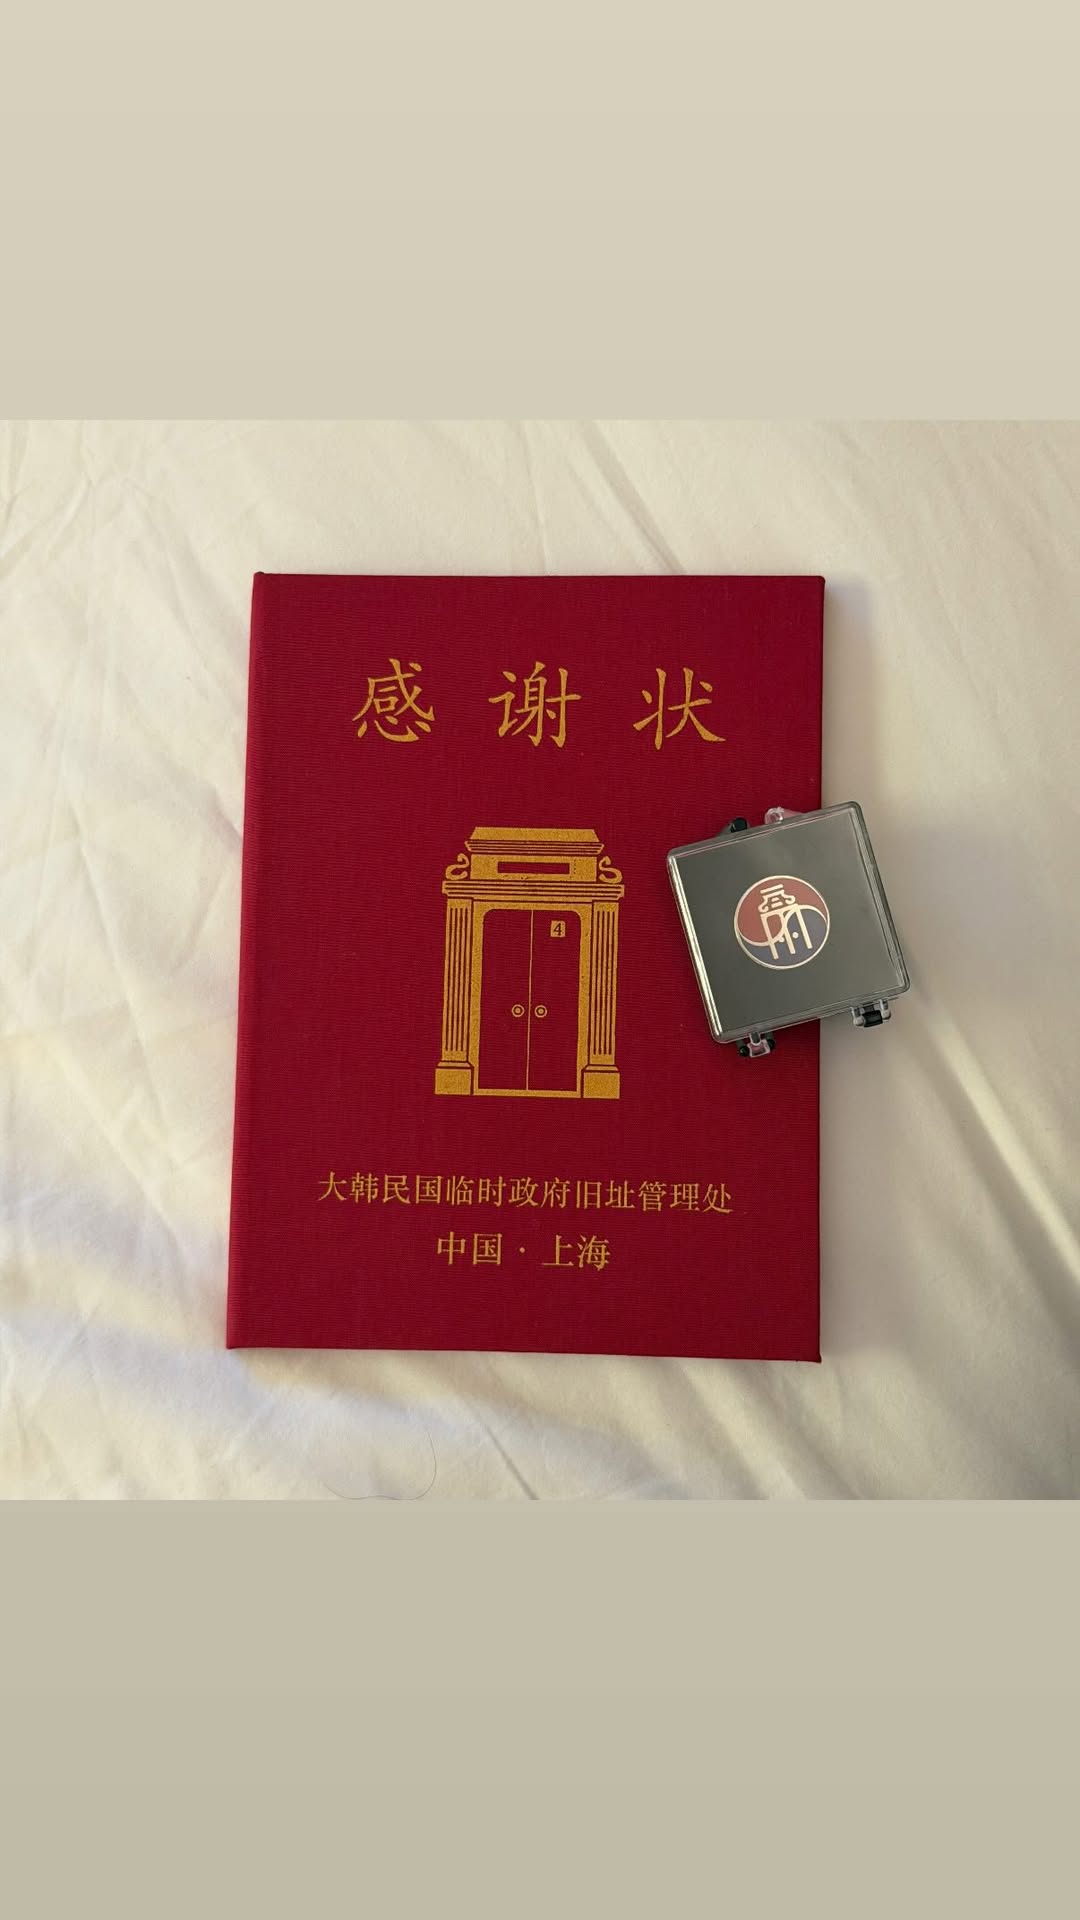 感谢状
4
大韩民国临时政府旧址管理处
中国·上海